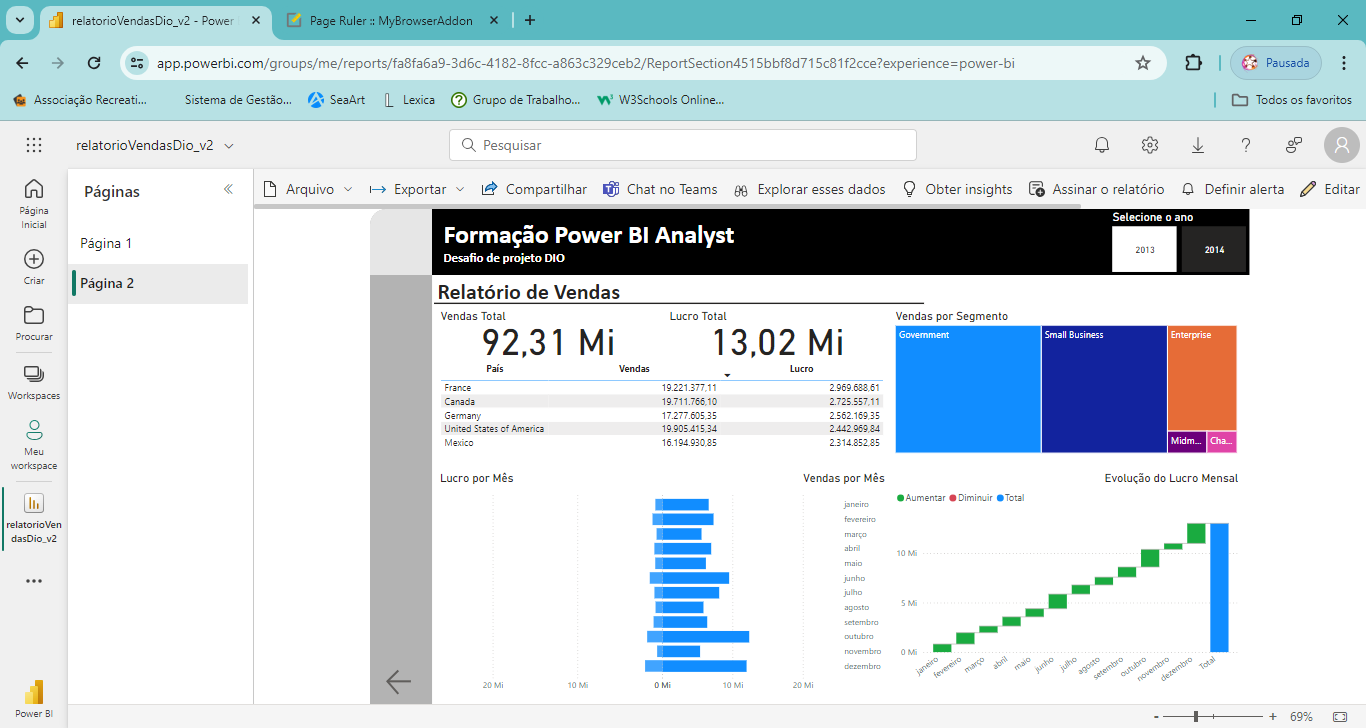 relatorioVendasDio_v2 - Power
Page Ruler :: MyBrowserAddon
app.powerbi.com/groups/me/reports/fa8fa6a9-3d6c-4182-8fcc-a863c329ceb2/ReportSection4515bbf8d715c81f2cce?experience=power-bi
Pausada
Associação Recreati...
Sistema de Gestão...
SeaArt
Lexica
Grupo de Trabalho...
W3Schools Online...
Todos os favoritos
relatorioVendasDio_v2
Pesquisar
Página Inicial
Criar
Procurar
Workspaces
Meu workspace
relatorioVendasDio_v2
Power BI
Páginas
Página 1
Página 2
Arquivo
Exportar
Compartilhar
Chat no Teams
Explorar esses dados
Obter insights
Assinar o relatório
Definir alerta
Editar
Formação Power BI Analyst
Desafio de projeto DIO
Selecione o ano
2013
2014
Relatório de Vendas
Vendas Total
92,31 Mi
Lucro Total
13,02 Mi
País Vendas Lucro
France 19.221.377,11 2.969.688,61
Canada 19.711.766,10 2.725.557,11
Germany 17.277.605,35 2.562.169,35
United States of America 19.905.415,34 2.442.969,84
Mexico 16.194.930,85 2.314.852,85
Vendas por Segmento
Government
Small Business
Enterprise
Midm...
Cha...
Lucro por Mês
Vendas por Mês
janeiro
fevereiro
março
abril
maio
junho
julho
agosto
setembro
outubro
novembro
dezembro
20 Mi 10 Mi 0 Mi 10 Mi 20 Mi
Evolução do Lucro Mensal
Aumentar Diminuir Total
10 Mi
5 Mi
0 Mi
janeiro fevereiro março abril maio junho julho agosto setembro outubro novembro dezembro Total
- + 69%